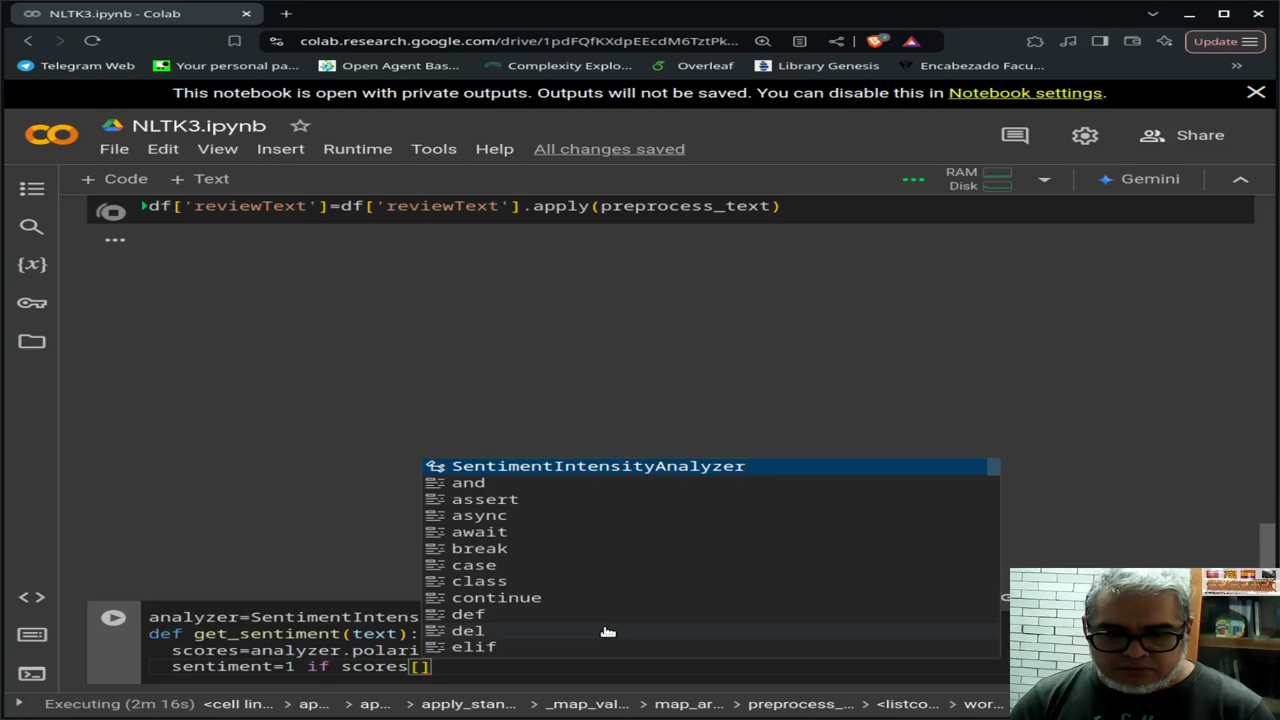 NLTK3.ipynb - Colab
colab.research.google.com/drive/1pdFQfKXdpEEcdM6TztPk...
Update
Telegram Web
Your personal pa...
Open Agent Bas...
Complexity Explo...
Overleaf
Library Genesis
Encabezado Facu...
This notebook is open with private outputs. Outputs will not be saved. You can disable this in Notebook settings.
NLTK3.ipynb
File Edit View Insert Runtime Tools Help All changes saved
Share
+ Code + Text
RAM
Disk
Gemini
df['reviewText']=df['reviewText'].apply(preprocess_text)
SentimentIntensityAnalyzer
and
assert
async
await
break
case
class
continue
def
del
elif
analyzer=SentimentIntens
def get_sentiment(text):
scores=analyzer.polari
sentiment=1 if scores[]
Executing (2m 16s) <cell lin... > ap... > ap... > apply_stan... > _map_val... > map_ar... > preprocess_... > <listco... > wor...